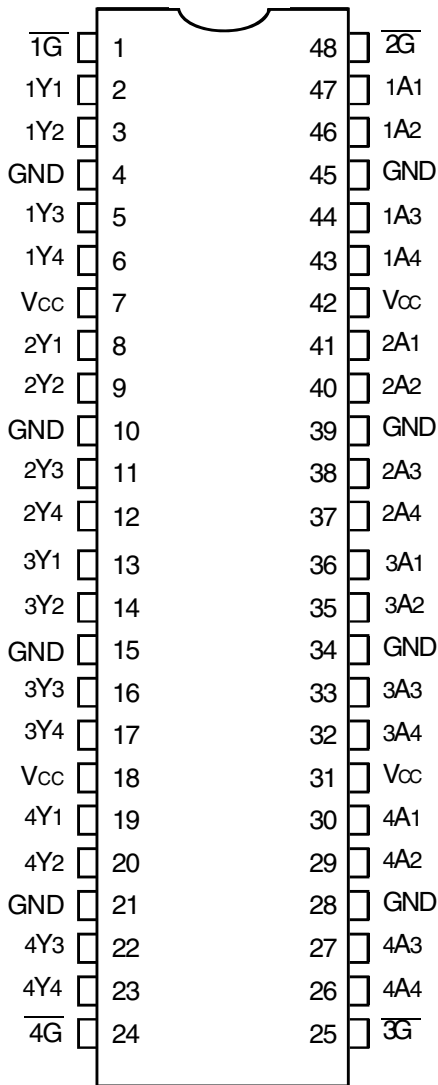 1G 1 48 2G
1Y1 2 47 1A1
1Y2 3 46 1A2
GND 4 45 GND
1Y3 5 44 1A3
1Y4 6 43 1A4
VCC 7 42 VCC
2Y1 8 41 2A1
2Y2 9 40 2A2
GND 10 39 GND
2Y3 11 38 2A3
2Y4 12 37 2A4
3Y1 13 36 3A1
3Y2 14 35 3A2
GND 15 34 GND
3Y3 16 33 3A3
3Y4 17 32 3A4
VCC 18 31 VCC
4Y1 19 30 4A1
4Y2 20 29 4A2
GND 21 28 GND
4Y3 22 27 4A3
4Y4 23 26 4A4
4G 24 25 3G